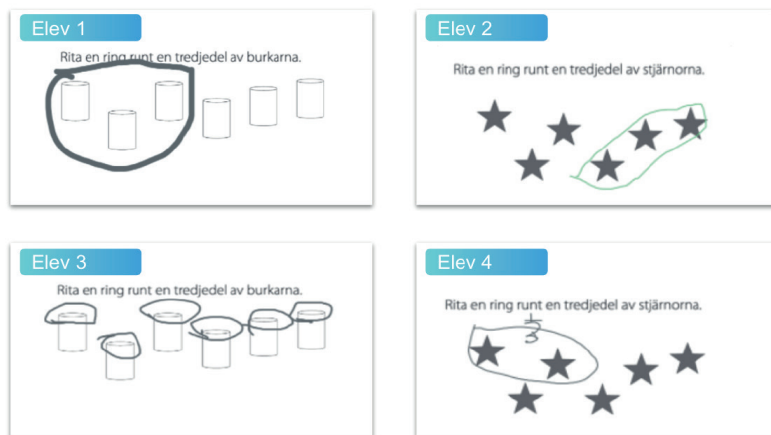 Elev 1
Rita en ring runt en tredjedel av burkarna.
Elev 2
Rita en ring runt en tredjedel av stjärnorna.
Elev 3
Rita en ring runt en tredjedel av burkarna.
Elev 4
Rita en ring runt en tredjedel av stjärnorna.
1/3